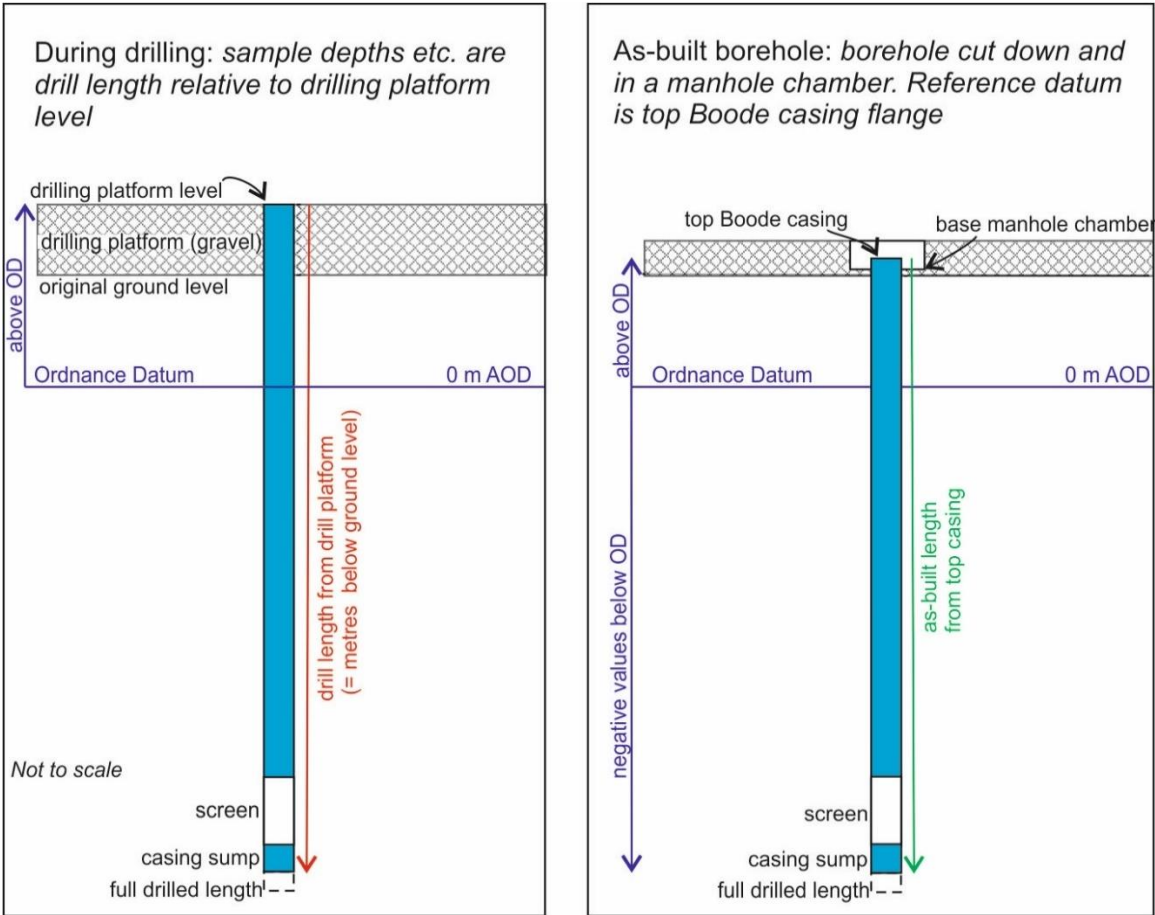 During drilling: sample depths etc. are
drill length relative to drilling platform
level
drilling platform level
drilling platform (gravel)
original ground level
above OD
Ordnance Datum
0 m AOD
drill length from drill platform
(= metres below ground level)
Not to scale
screen
casing sump
full drilled length
As-built borehole: borehole cut down and
in a manhole chamber. Reference datum
is top Boode casing flange
top Boode casing
base manhole chamber
above OD
Ordnance Datum
0 m AOD
as-built length
from top casing
negative values below OD
screen
casing sump
full drilled length